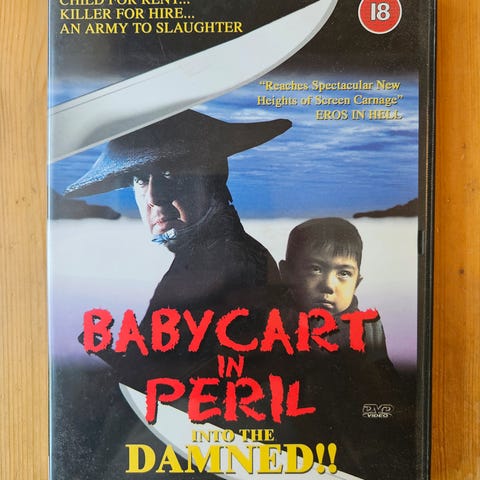 CHILD FOR RENT...
KILLER FOR HIRE...
AN ARMY TO SLAUGHTER
18
"Reaches Spectacular New
Heights of Screen Carnage"
EROS IN HELL
BABYCART
IN
PERIL
DVD
VIDEO
INTO THE
DAMNED!!